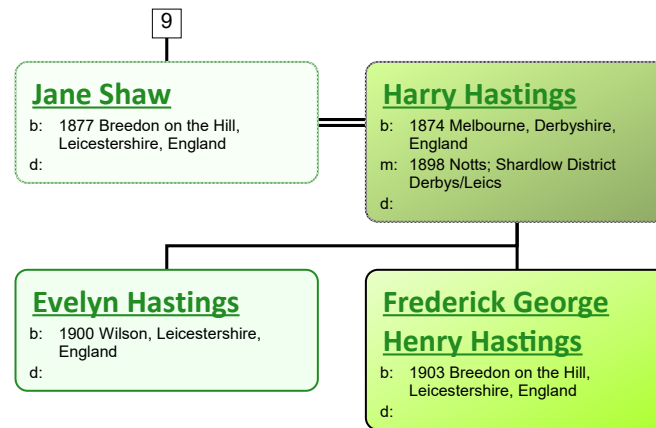 9
Jane Shaw
b: 1877 Breedon on the Hill,
Leicestershire, England
d:
Harry Hastings
b: 1874 Melbourne, Derbyshire,
England
m: 1898 Notts; Shardlow District
Derbys/Leics
d:
Evelyn Hastings
b: 1900 Wilson, Leicestershire,
England
d:
Frederick George
Henry Hastings
b: 1903 Breedon on the Hill,
Leicestershire, England
d: